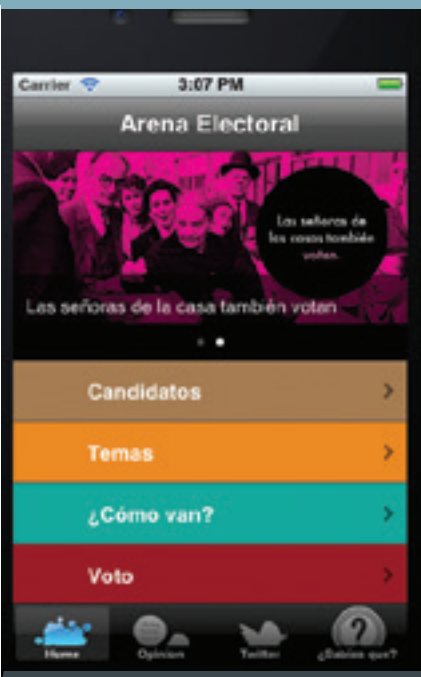 Carrier 3:07 PM
Arena Electoral
Las señoras de
las casas también
votan.
Las señoras de la casa también votan
Candidatos
Temas
¿Cómo van?
Voto
Home
Opinion
Twitter
¿Sabías que?